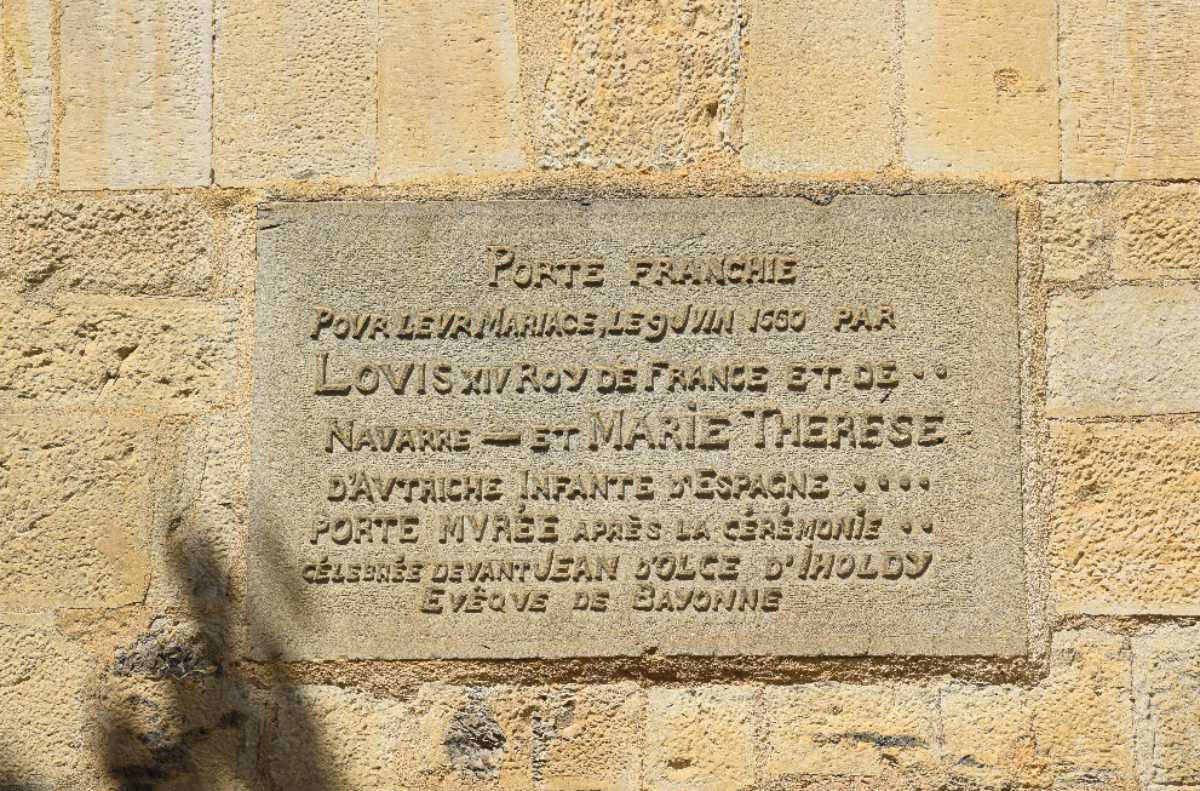 PORTE FRANCHIE
POVR LEVR MARIAGE, LE 9 JVIN 1660 PAR
LOVIS XIV ROY DE FRANCE ET DE ..
NAVARRE — ET MARIE THERESE
D'AVTRICHE INFANTE D'ESPAGNE ....
PORTE MVRÉE APRÈS LA CÉRÉMONIE ..
CÉLEBRÉE DEVANT JEAN D'OLCE D'IHOLDY
EVÊQVE DE BAYONNE